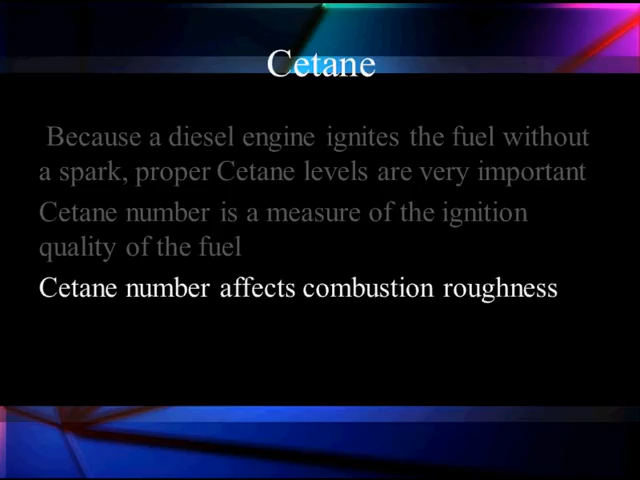 Cetane
Because a diesel engine ignites the fuel without
a spark, proper Cetane levels are very important
Cetane number is a measure of the ignition
quality of the fuel
Cetane number affects combustion roughness